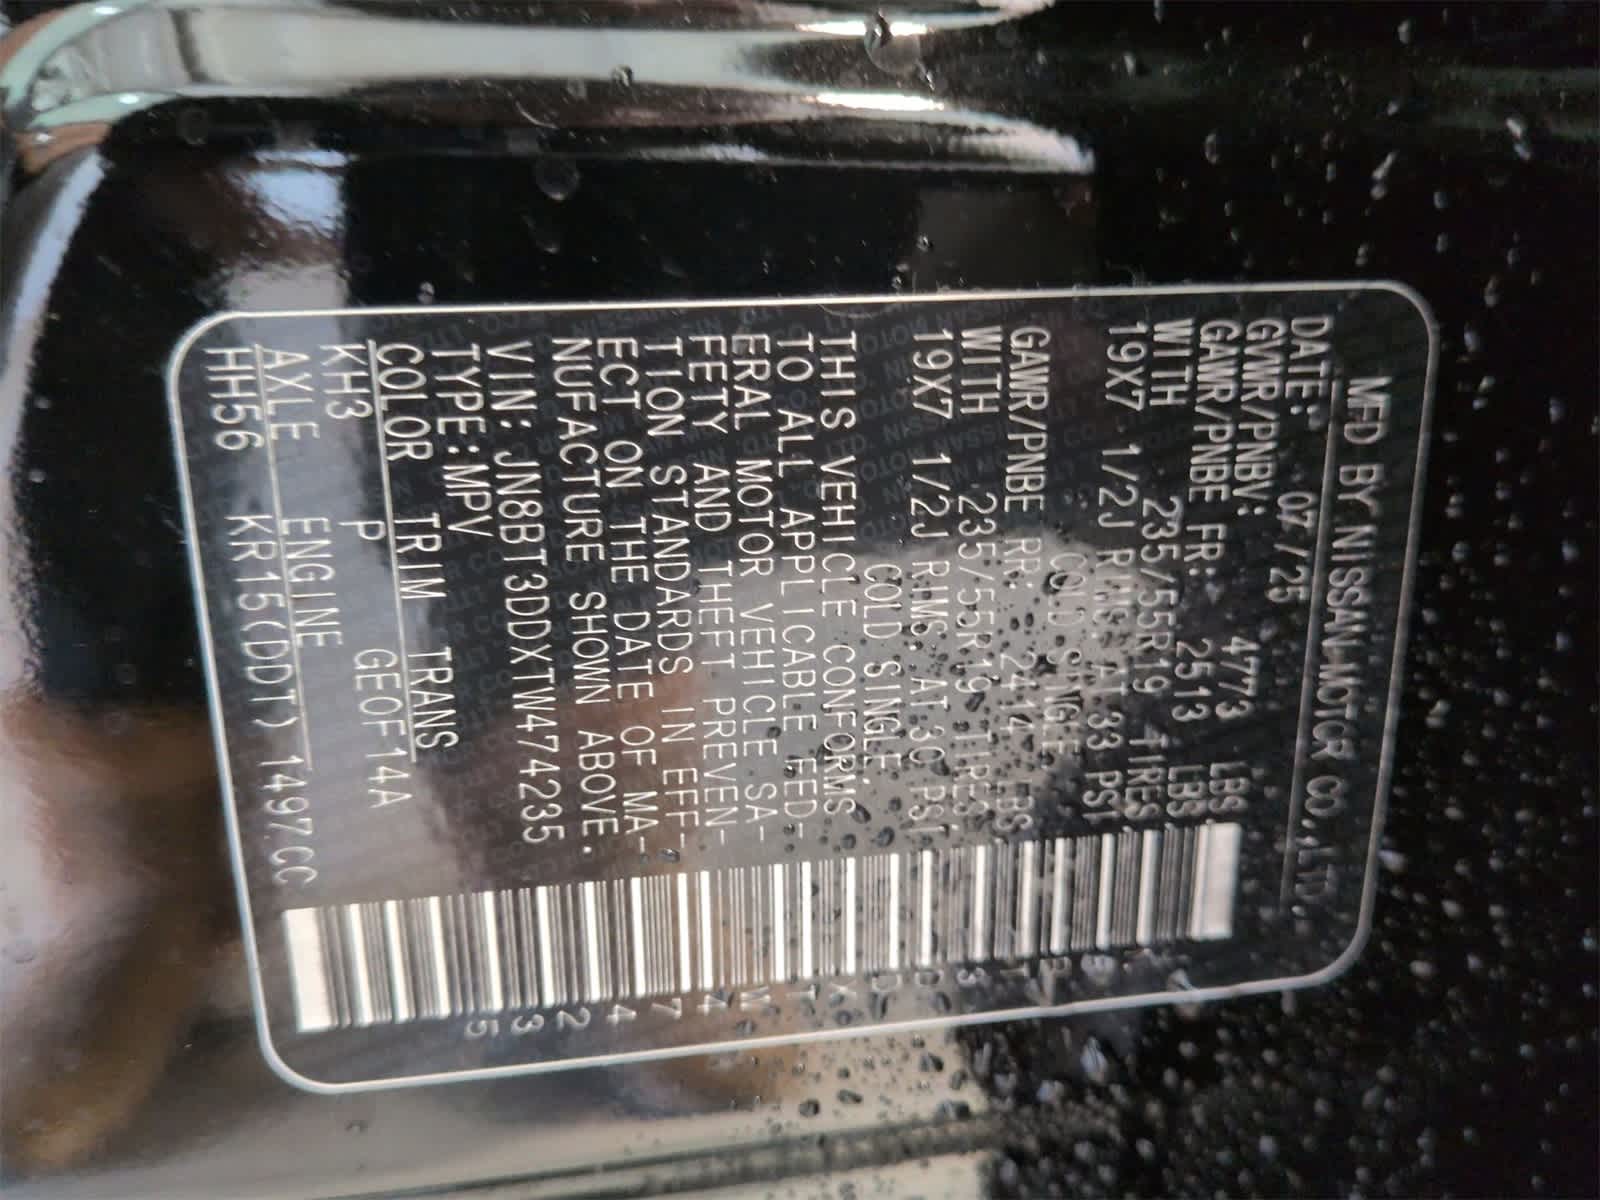 MFD BY NISSAN MOTOR CO.,LTD.
DATE: 07/25
GVWR/PNBV: 4773 LBS.
GAWR/PNBE FR: 2513 LBS.
WITH 235/55R19 TIRES,
19X7 1/2J RIMS, AT 33 PSI
COLD SINGLE.
GAWR/PNBE RR: 2414 LBS.
WITH 235/55R19 TIRES,
19X7 1/2J RIMS, AT 30 PSI
COLD SINGLE.
THIS VEHICLE CONFORMS
TO ALL APPLICABLE FED-
ERAL MOTOR VEHICLE SA-
FETY AND THEFT PREVEN-
TION STANDARDS IN EFF-
ECT ON THE DATE OF MA-
NUFACTURE SHOWN ABOVE.
VIN: JN8BT3DDXTW474235
TYPE:MPV
COLOR TRIM TRANS
KH3 P GE0F14A
AXLE ENGINE
HH56 KR15(DDT) 1497CC